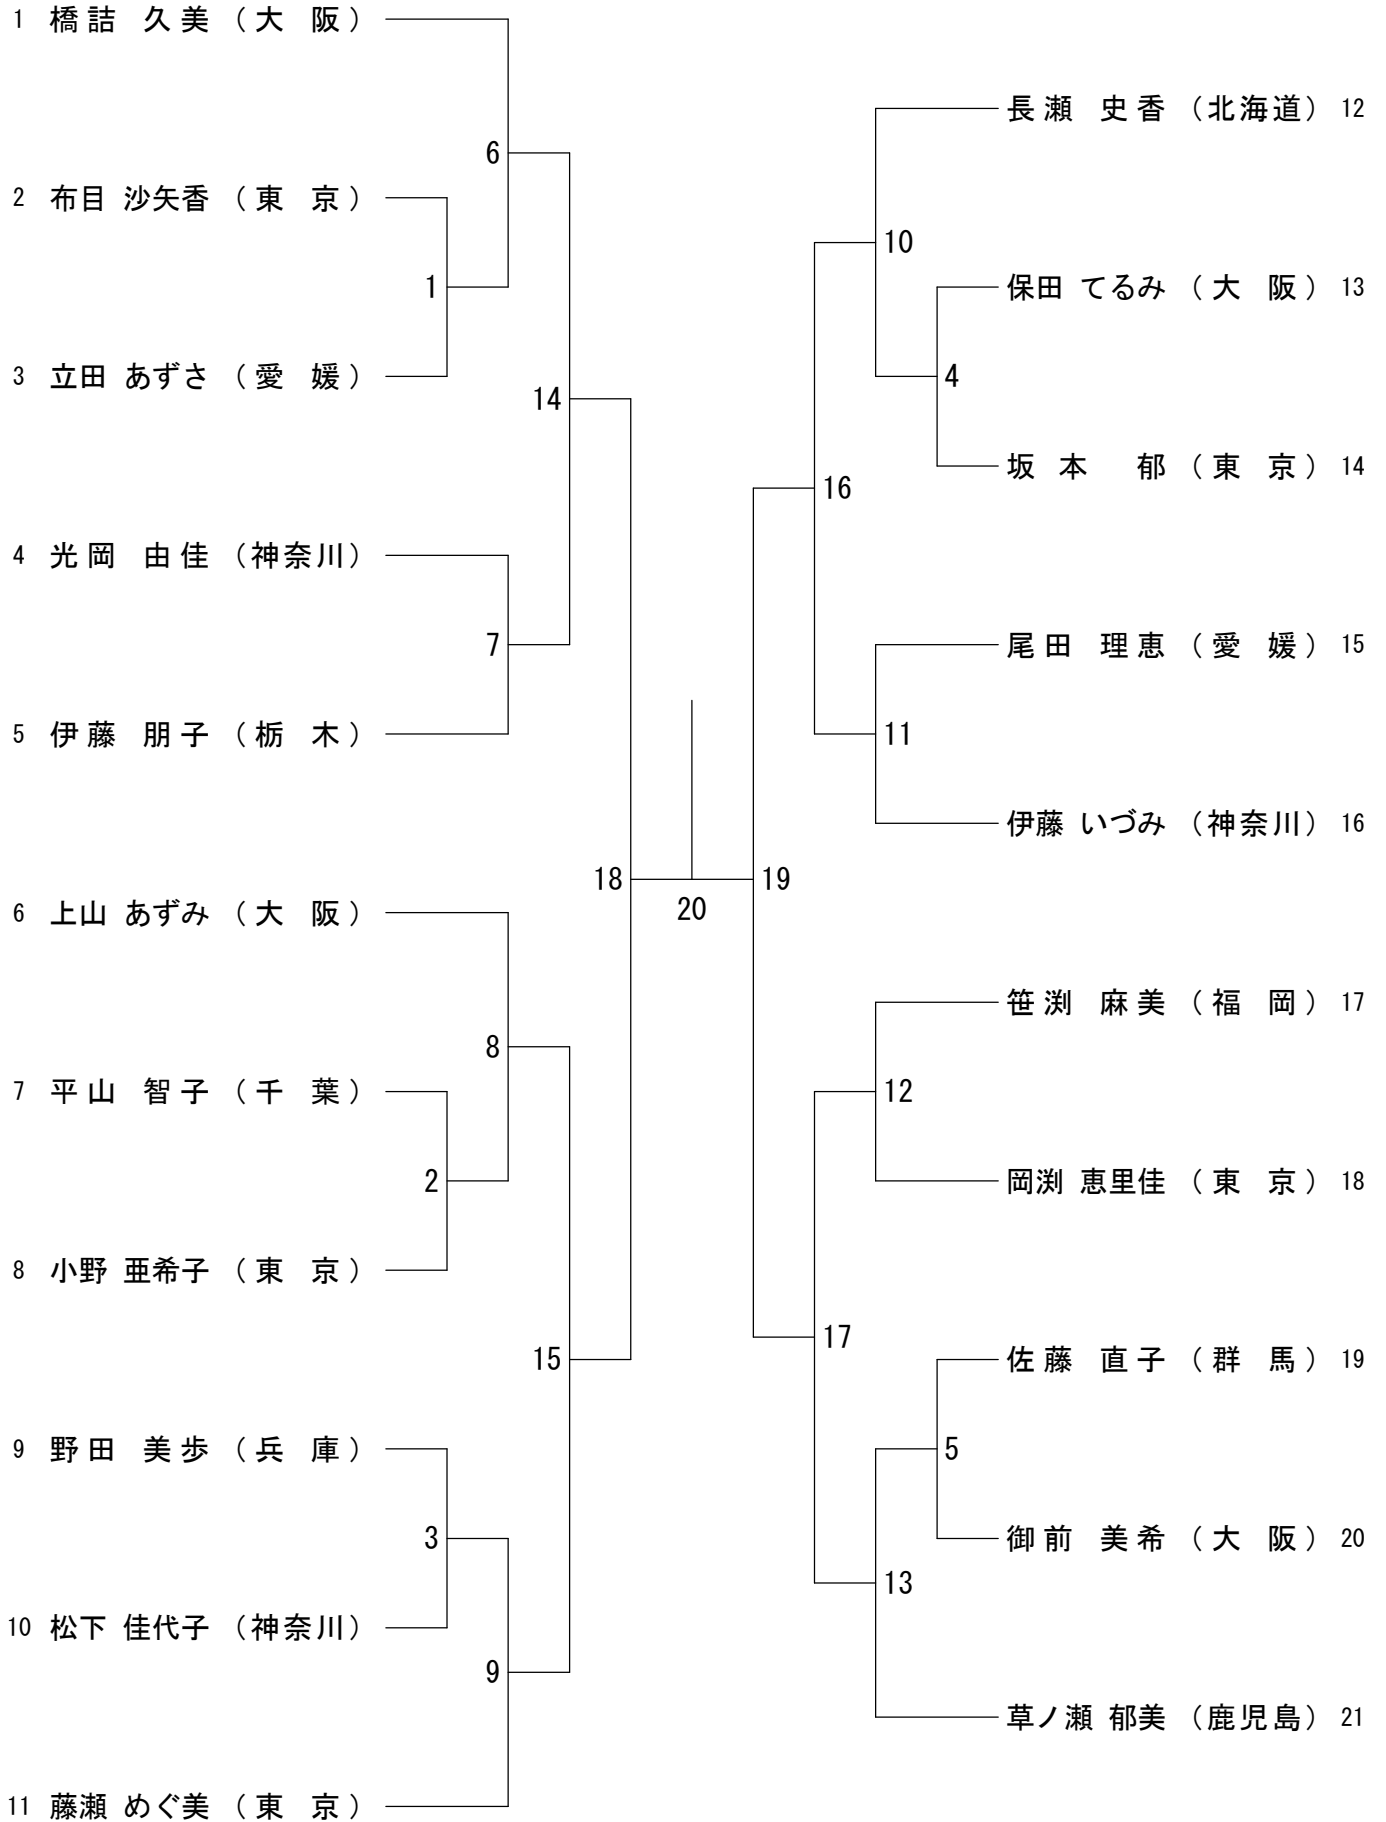 1 橋詰 久美 （大 阪）
6
2 布目 沙矢香 （東 京）
1
3 立田 あずさ （愛 媛）
14
4 光岡 由佳 （神奈川）
7
5 伊藤 朋子 （栃 木）
18
6 上山 あずみ （大 阪）
8
7 平山 智子 （千 葉）
2
8 小野 亜希子 （東 京）
15
9 野田 美歩 （兵 庫）
3
10 松下 佳代子 （神奈川）
9
11 藤瀬 めぐ美 （東 京）
20
長瀬 史香 （北海道） 12
10
保田 てるみ （大 阪） 13
4
坂本 郁 （東 京） 14
16
尾田 理恵 （愛 媛） 15
11
伊藤 いづみ （神奈川） 16
19
笹渕 麻美 （福 岡） 17
12
岡渕 恵里佳 （東 京） 18
17
佐藤 直子 （群 馬） 19
5
御前 美希 （大 阪） 20
13
草ノ瀬 郁美 （鹿児島） 21